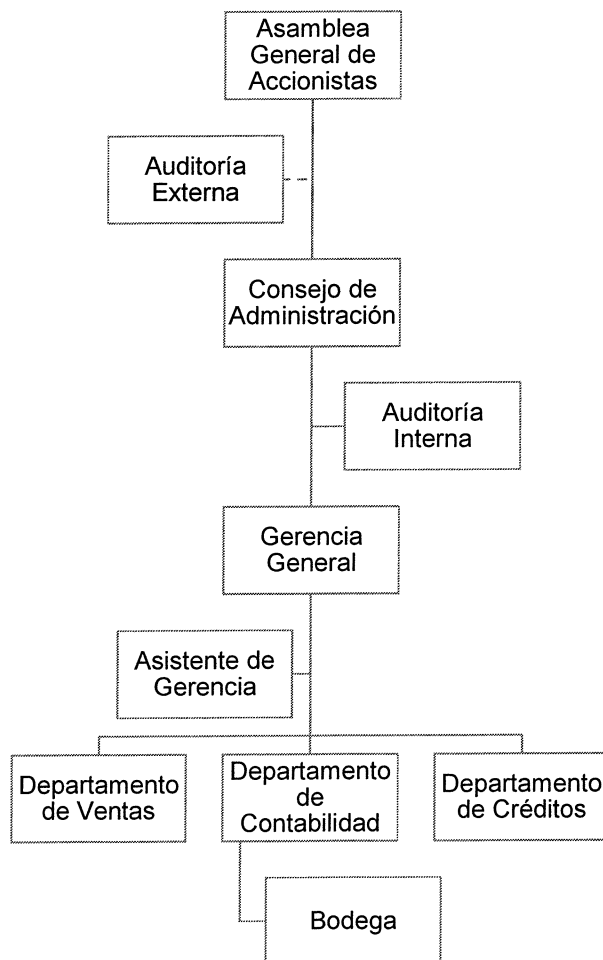 Asamblea
General de
Accionistas
Auditoría
Externa
Consejo de
Administración
Auditoría
Interna
Gerencia
General
Asistente de
Gerencia
Departamento
de Ventas
Departamento
de
Contabilidad
Departamento
de Créditos
Bodega